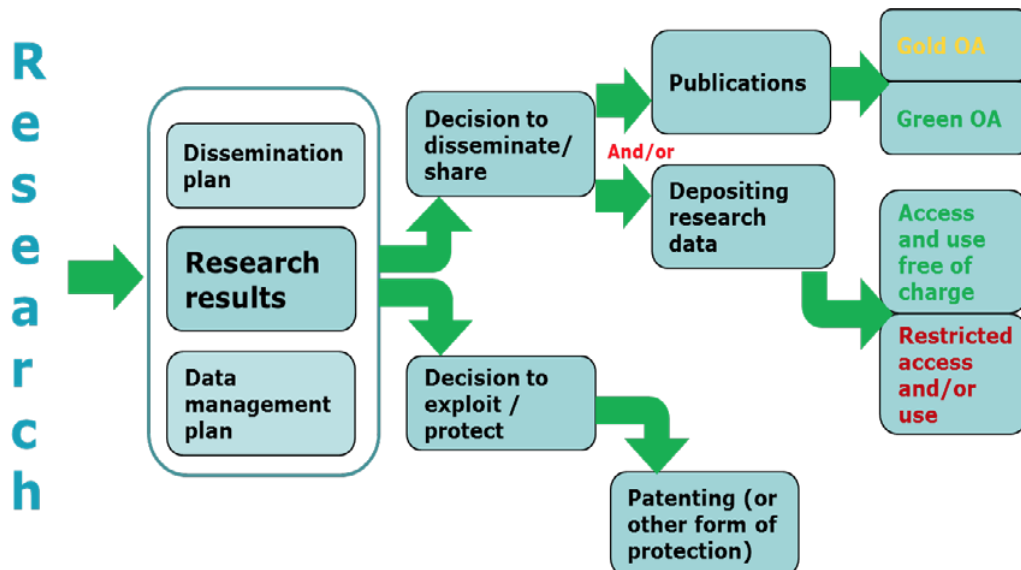 Research
Dissemination
plan
Research
results
Data
management
plan
Decision to
disseminate/
share
Decision to
exploit /
protect
And/or
Publications
Depositing
research
data
Patenting (or
other form of
protection)
Gold OA
Green OA
Access
and use
free of
charge
Restricted
access
and/or
use